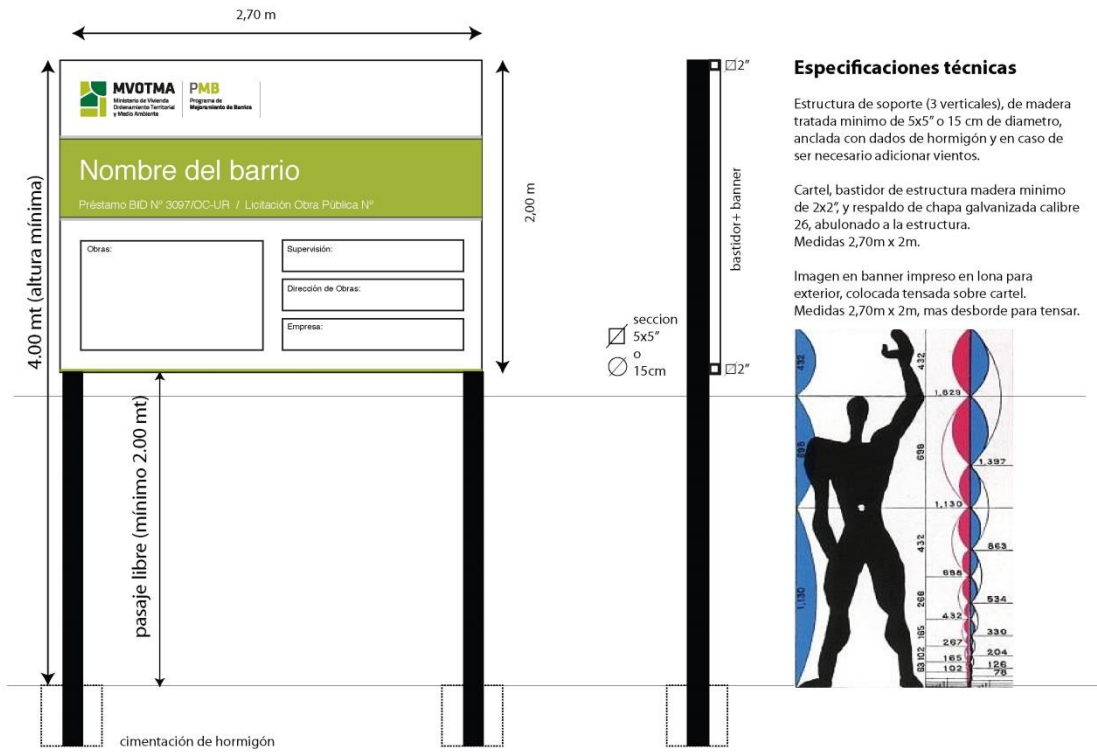 2,70 m
MVOTMA
Ministerio de Vivienda
Ordenamiento Territorial
y Medio Ambiente
PMB
Programa de
Mejoramiento de Barrios
Nombre del barrio
Préstamo BID Nº 3097/OC-UR / Licitación Obra Pública Nº
Obras:
Supervisión:
Dirección de Obras:
Empresa:
4.00 mt (altura mínima)
2,00 m
pasaje libre (mínimo 2.00 mt)
cimentación de hormigón
2”
bastidor+ banner
seccion
5x5”
o
15cm
2”
Especificaciones técnicas
Estructura de soporte (3 verticales), de madera
tratada minimo de 5x5” o 15 cm de diametro,
anclada con dados de hormigón y en caso de
ser necesario adicionar vientos.
Cartel, bastidor de estructura madera minimo
de 2x2”, y respaldo de chapa galvanizada calibre
26, abulonado a la estructura.
Medidas 2,70m x 2m.
Imagen en banner impreso en lona para
exterior, colocada tensada sobre cartel.
Medidas 2,70m x 2m, mas desborde para tensar.
432
698
1,130
432
698
432
268
165
102
63
1,829
1,397
1,130
863
698
534
432
330
267
204
165
126
102
78